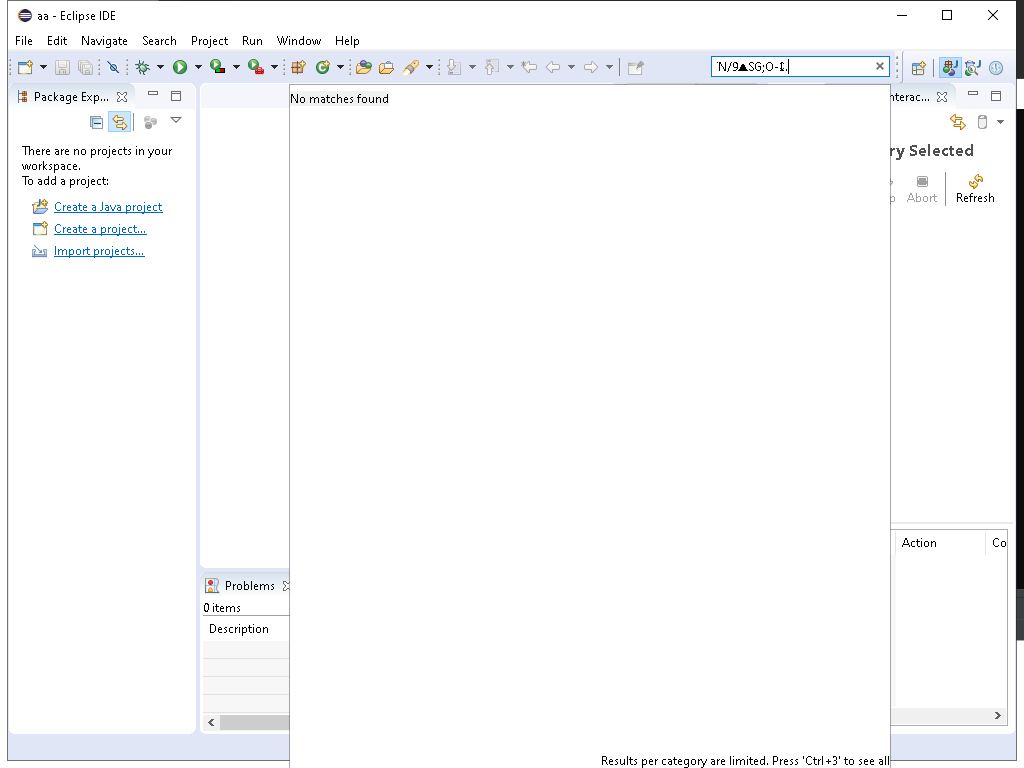 aa - Eclipse IDE
File Edit Navigate Search Project Run Window Help
Package Exp...
nterac...
No matches found
There are no projects in your
workspace.
To add a project:
ry Selected
Create a Java project
Create a project...
Import projects...
p Abort Refresh
Action Co
Problems
0 items
Description
Results per category are limited. Press 'Ctrl+3' to see all